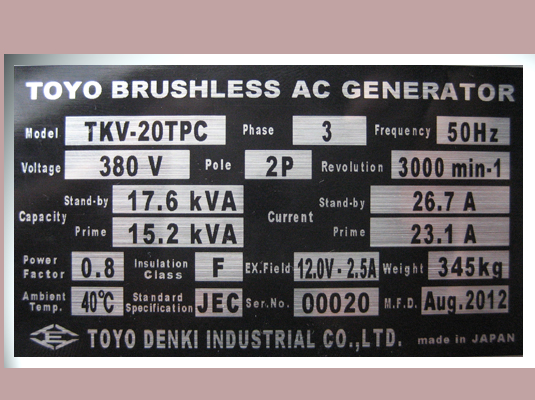 TOYO BRUSHLESS AC GENERATOR
Model TKV-20TPC Phase 3 Frequency 50Hz
Voltage 380 V Pole 2P Revolution 3000 min-1
Capacity Stand-by 17.6 kVA Current Stand-by 26.7 A
Prime 15.2 kVA Prime 23.1 A
Power Factor 0.8 Insulation Class F EX.Field 12.0V - 2.5A Weight 345kg
Ambient Temp. 40℃ Standard Specification JEC Ser.No. 00020 M.F.D. Aug.2012
TOYO DENKI INDUSTRIAL CO.,LTD. made in JAPAN